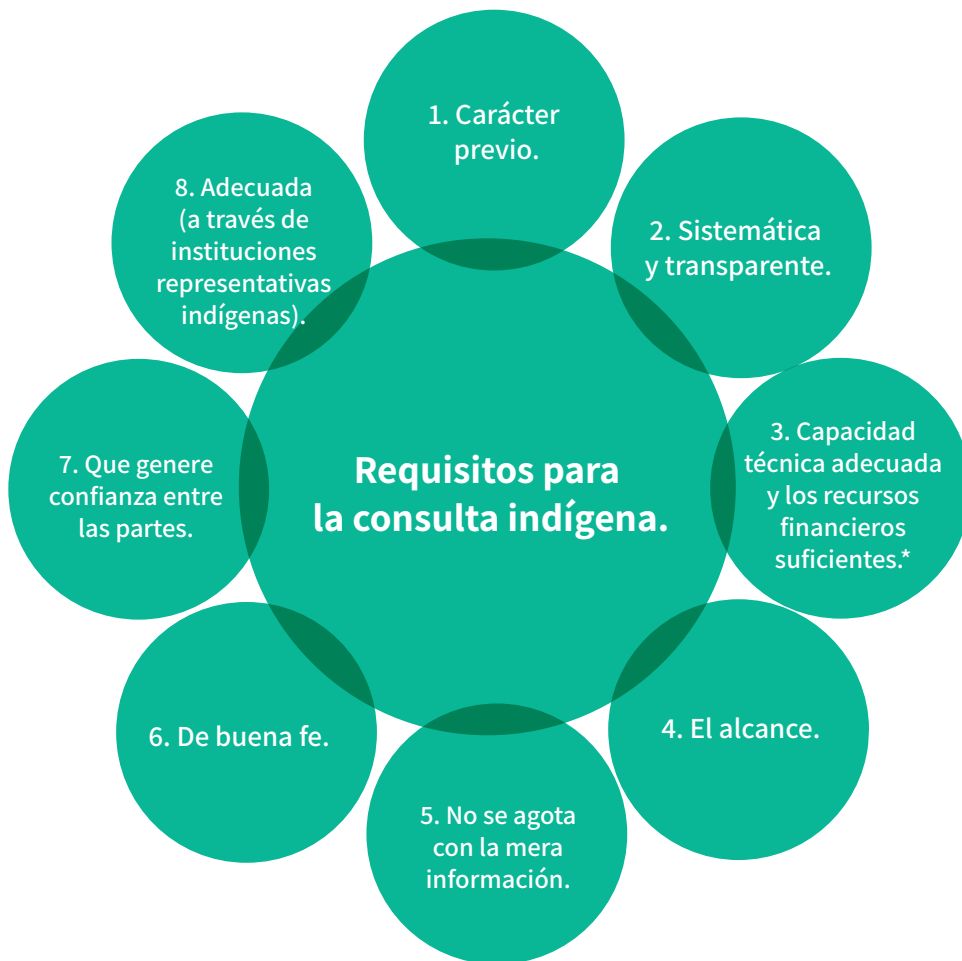 1. Carácter
previo.
2. Sistemática
y transparente.
3. Capacidad
técnica adecuada
y los recursos
financieros
suficientes.*
4. El alcance.
5. No se agota
con la mera
información.
6. De buena fe.
7. Que genere
confianza entre
las partes.
8. Adecuada
(a través de
instituciones
representativas
indígenas).
Requisitos para
la consulta indígena.